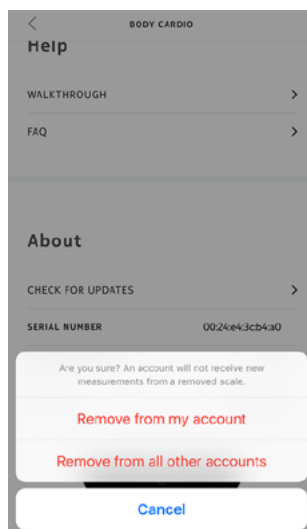 BODY CARDIO
Help
WALKTHROUGH
FAQ
About
CHECK FOR UPDATES
SERIAL NUMBER 00:24:e4:3c:b4:a0
Are you sure? An account will not receive new
measurements from a removed scale.
Remove from my account
Remove from all other accounts
Cancel